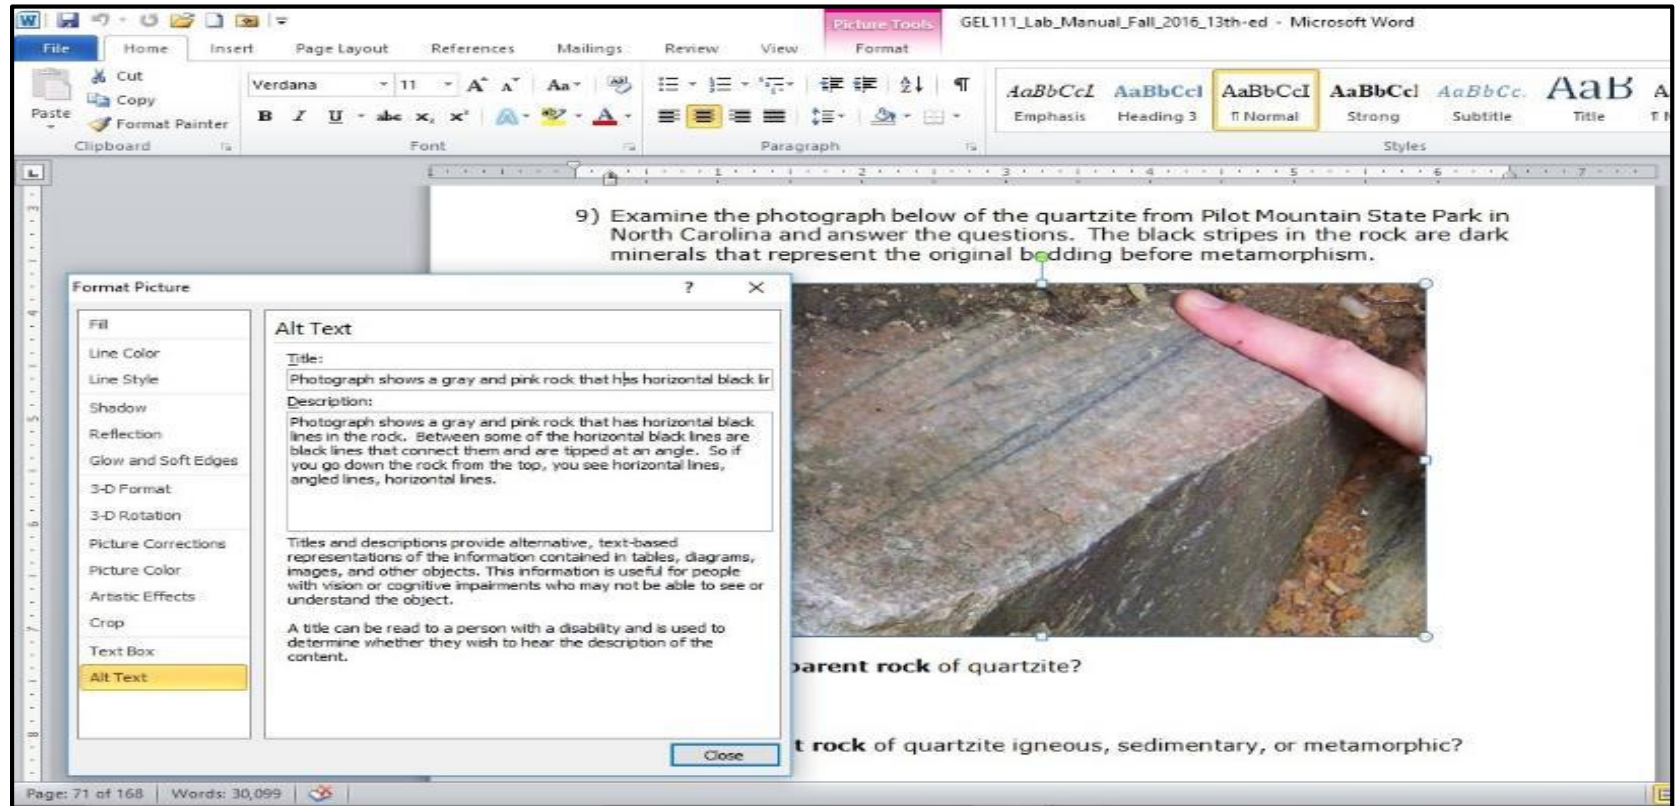 Picture Tools GEL111_Lab_Manual_Fall_2016_13th-ed - Microsoft Word
File Home Insert Page Layout References Mailings Review View Format
Cut
Copy
Paste
Format Painter
Verdana 11
AaBbCcL AaBbCcI AaBbCcI AaBbCcl AaBbCc. AaB
Emphasis Heading 3 ¶ Normal Strong Subtitle Title
Clipboard Font Paragraph Styles
9) Examine the photograph below of the quartzite from Pilot Mountain State Park in
North Carolina and answer the questions. The black stripes in the rock are dark
minerals that represent the original bedding before metamorphism.
Format Picture
Fill
Line Color
Line Style
Shadow
Reflection
Glow and Soft Edges
3-D Format
3-D Rotation
Picture Corrections
Picture Color
Artistic Effects
Crop
Text Box
Alt Text
Alt Text
Title:
Photograph shows a gray and pink rock that has horizontal black lin
Description:
Photograph shows a gray and pink rock that has horizontal black
lines in the rock. Between some of the horizontal black lines are
black lines that connect them and are tipped at an angle. So if
you go down the rock from the top, you see horizontal lines,
angled lines, horizontal lines.
Titles and descriptions provide alternative, text-based
representations of the information contained in tables, diagrams,
images, and other objects. This information is useful for people
with vision or cognitive impairments who may not be able to see or
understand the object.
A title can be read to a person with a disability and is used to
determine whether they wish to hear the description of the
content.
Close
parent rock of quartzite?
t rock of quartzite igneous, sedimentary, or metamorphic?
Page: 71 of 168 Words: 30,099